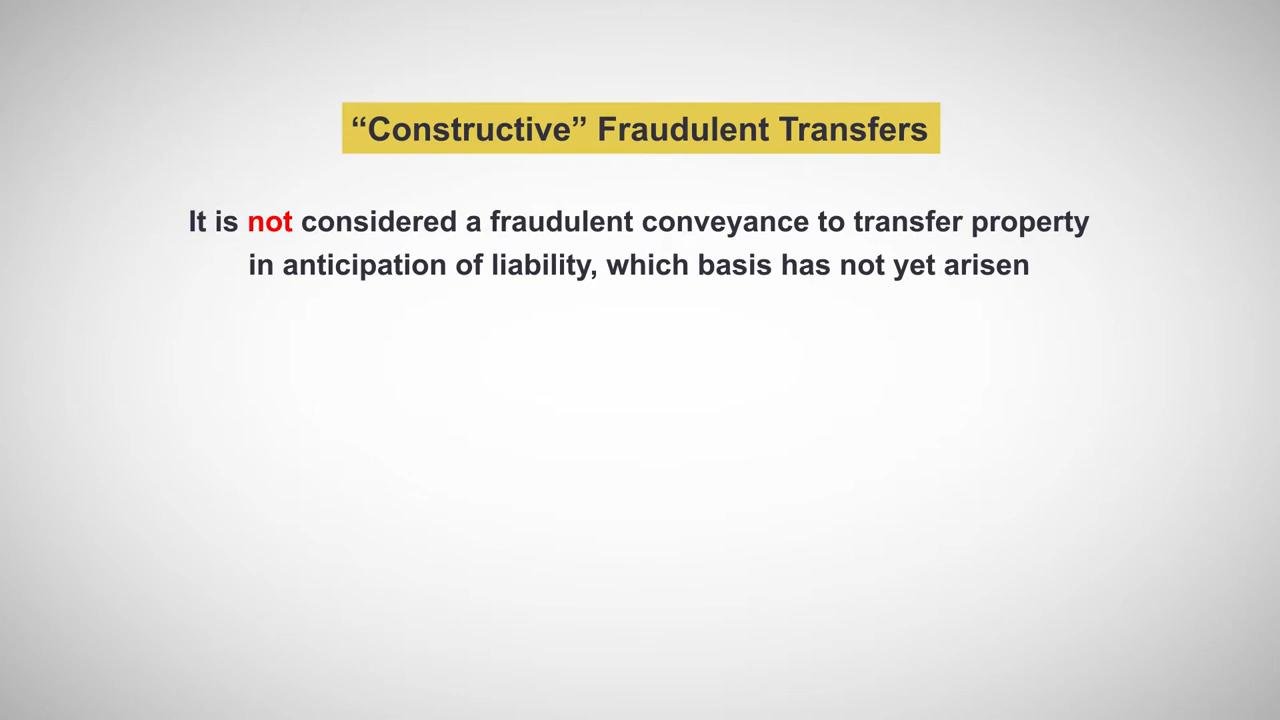 “Constructive” Fraudulent Transfers
It is not considered a fraudulent conveyance to transfer property
in anticipation of liability, which basis has not yet arisen